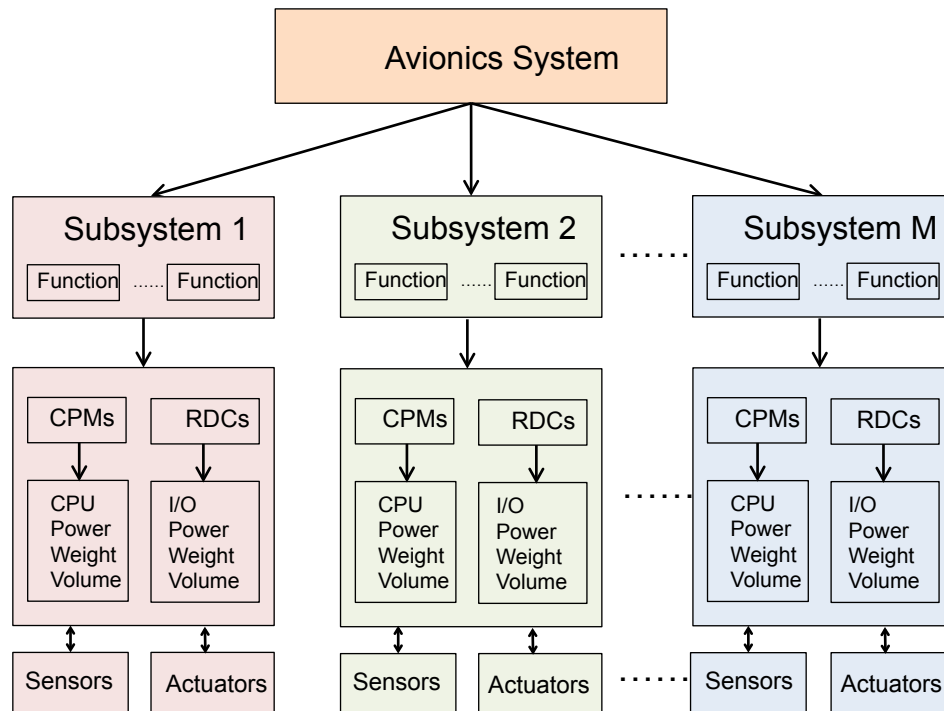 Avionics System
Subsystem 1
Function ...... Function
Subsystem 2
Function ...... Function
......
Subsystem M
Function ...... Function
CPMs
RDCs
CPU
Power
Weight
Volume
I/O
Power
Weight
Volume
CPMs
RDCs
CPU
Power
Weight
Volume
I/O
Power
Weight
Volume
......
CPMs
RDCs
CPU
Power
Weight
Volume
I/O
Power
Weight
Volume
Sensors
Actuators
Sensors
Actuators
......
Sensors
Actuators